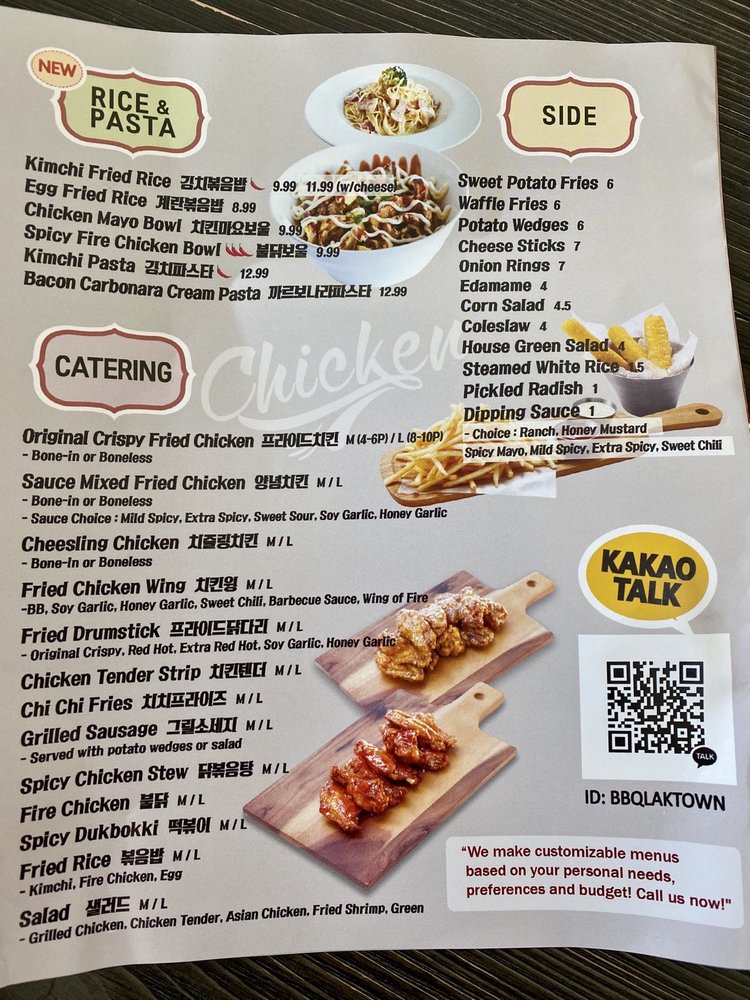 NEW
RICE &
PASTA
Kimchi Fried Rice 김치볶음밥 9.99 11.99 (w/cheese)
Egg Fried Rice 계란볶음밥 8.99
Chicken Mayo Bowl 치킨마요보울 9.99
Spicy Fire Chicken Bowl 불닭보울 9.99
Kimchi Pasta 김치파스타 12.99
Bacon Carbonara Cream Pasta 까르보나라파스타 12.99
SIDE
Sweet Potato Fries 6
Waffle Fries 6
Potato Wedges 6
Cheese Sticks 7
Onion Rings 7
Edamame 4
Corn Salad 4.5
Coleslaw 4
House Green Salad 4
Steamed White Rice 1.5
Pickled Radish 1
Dipping Sauce 1
- Choice : Ranch, Honey Mustard
Spicy Mayo, Mild Spicy, Extra Spicy, Sweet Chili
Chicken
CATERING
Original Crispy Fried Chicken 프라이드치킨 M (4-6P) / L (8-10P)
- Bone-in or Boneless
Sauce Mixed Fried Chicken 양념치킨 M / L
- Bone-in or Boneless
- Sauce Choice : Mild Spicy, Extra Spicy, Sweet Sour, Soy Garlic, Honey Garlic
Cheesling Chicken 치즐링치킨 M / L
- Bone-in or Boneless
Fried Chicken Wing 치킨윙 M / L
-BB, Soy Garlic, Honey Garlic, Sweet Chili, Barbecue Sauce, Wing of Fire
Fried Drumstick 프라이드닭다리 M / L
- Original Crispy, Red Hot, Extra Red Hot, Soy Garlic, Honey Garlic
Chicken Tender Strip 치킨텐더 M / L
Chi Chi Fries 치치프라이즈 M / L
Grilled Sausage 그릴소세지 M / L
- Served with potato wedges or salad
Spicy Chicken Stew 닭볶음탕 M / L
Fire Chicken 불닭 M / L
Spicy Dukbokki 떡볶이 M / L
Fried Rice 볶음밥 M / L
- Kimchi, Fire Chicken, Egg
Salad 샐러드 M / L
- Grilled Chicken, Chicken Tender, Asian Chicken, Fried Shrimp, Green
KAKAO
TALK
TALK
ID: BBQLAKTOWN
"We make customizable menus
based on your personal needs,
preferences and budget! Call us now!"